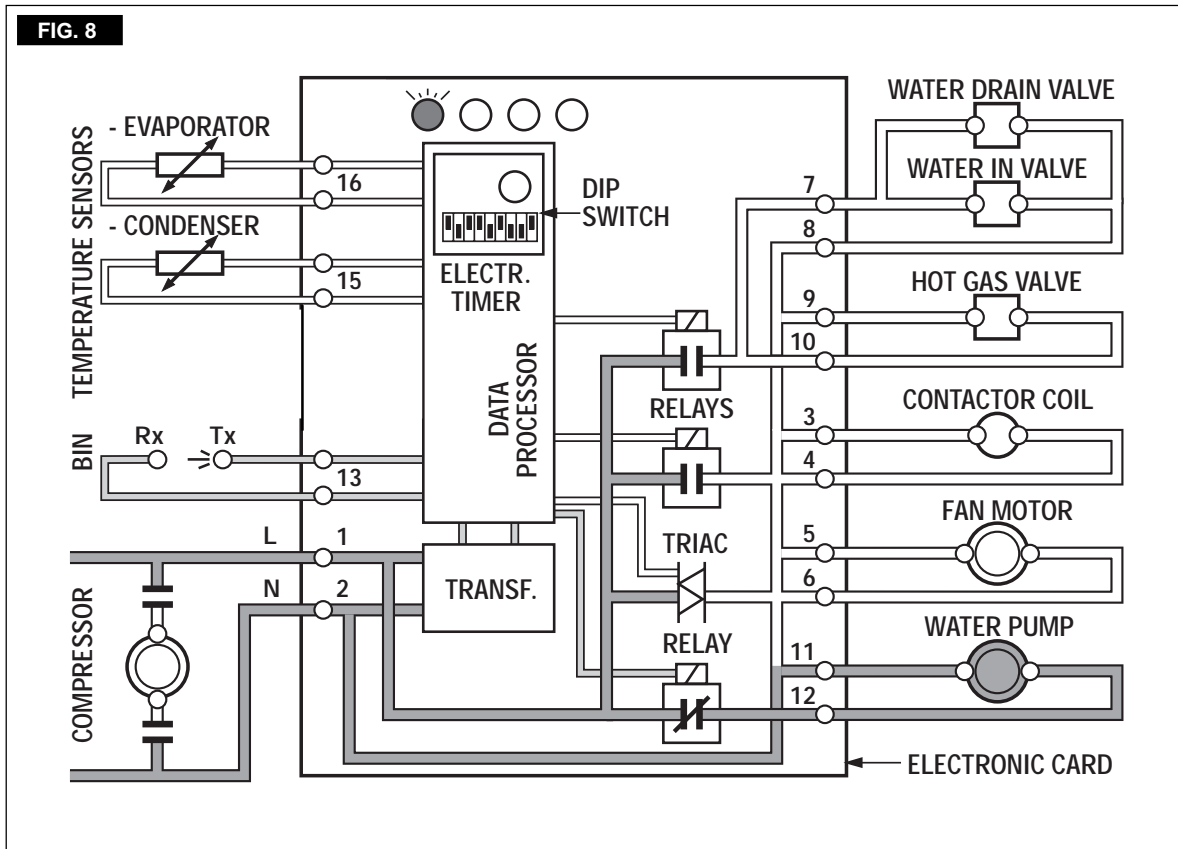 FIG. 8
TEMPERATURE SENSORS
- EVAPORATOR
16
- CONDENSER
15
BIN
Rx
Tx
13
L
1
N
2
COMPRESSOR
DIP
SWITCH
ELECTR.
TIMER
DATA
PROCESSOR
TRANSF.
RELAYS
TRIAC
RELAY
WATER DRAIN VALVE
WATER IN VALVE
7
8
HOT GAS VALVE
9
10
CONTACTOR COIL
3
4
FAN MOTOR
5
6
WATER PUMP
11
12
ELECTRONIC CARD